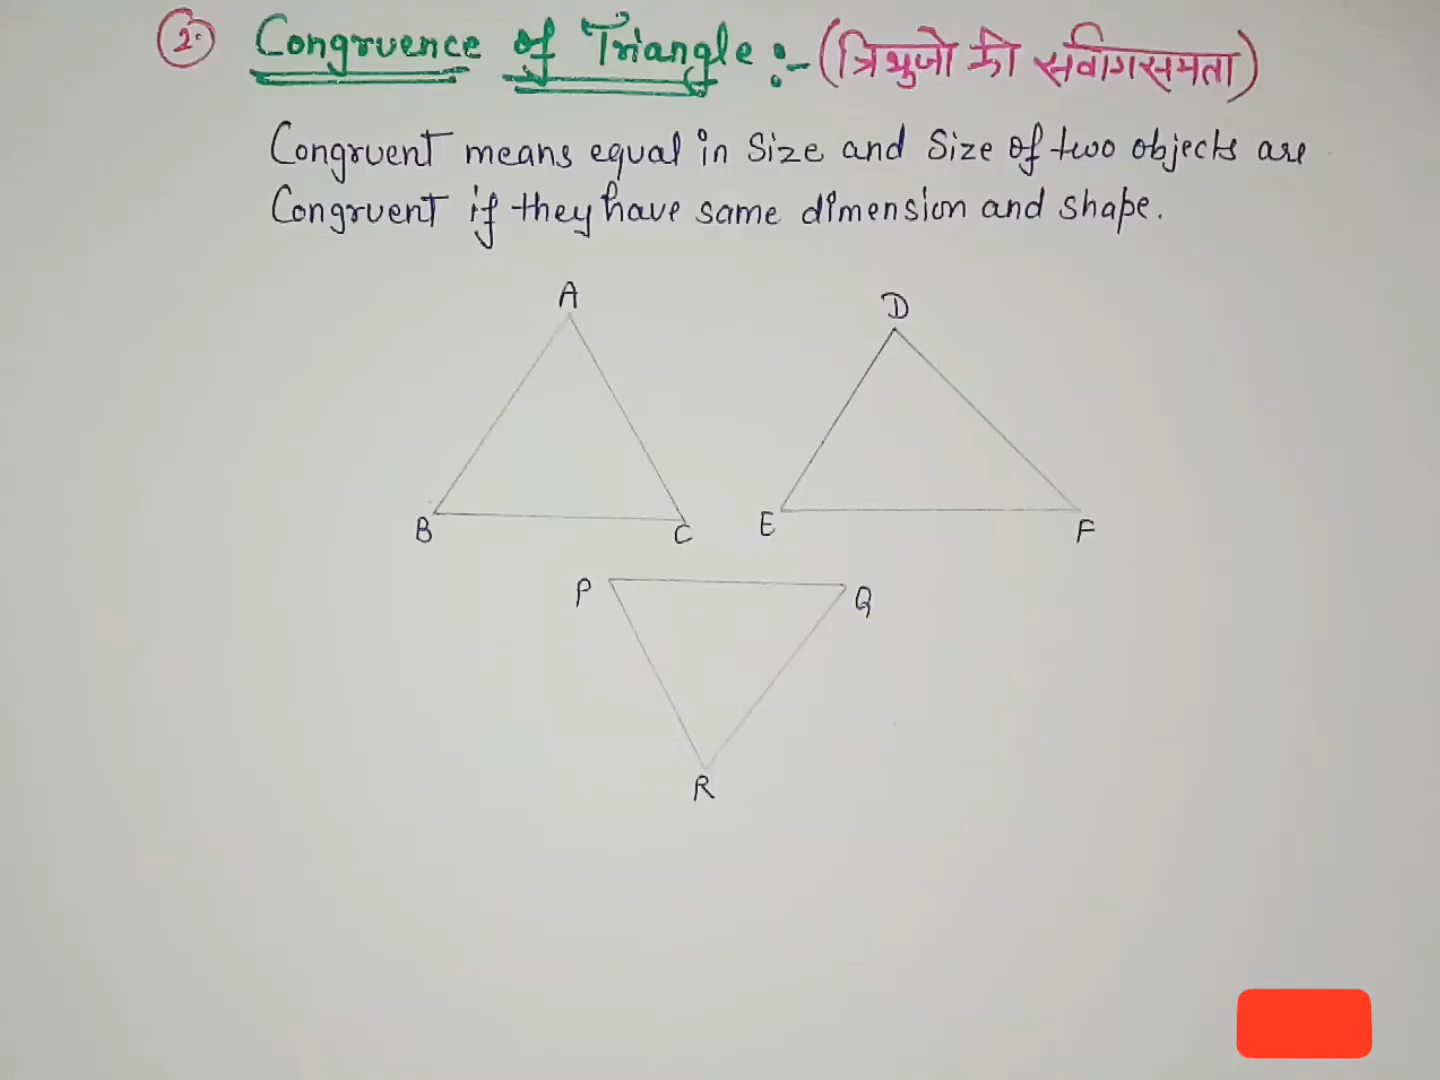 2. Congruence of Triangle :- (त्रिभुजो की सर्वागसमता)
Congruent means equal in Size and Size of two objects are
Congruent if they have same dimension and shape.
A
D
B
C
E
F
P
Q
R